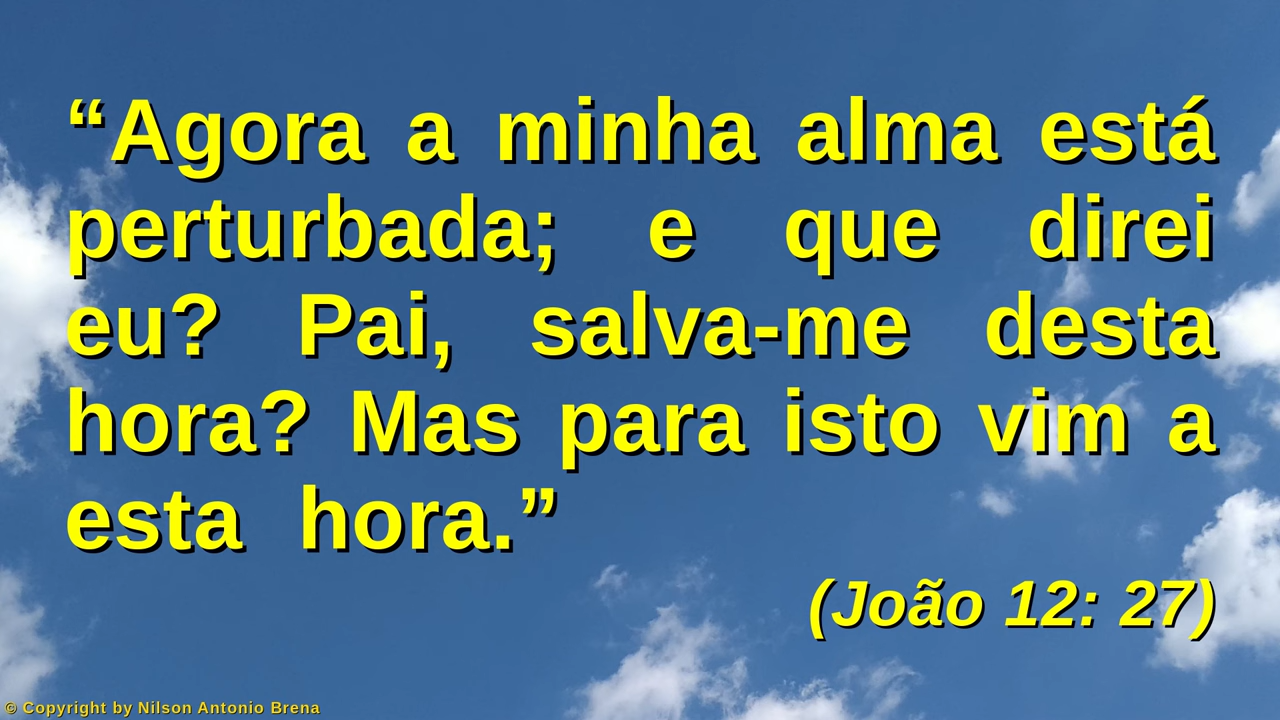 “Agora a minha alma está
perturbada; e que direi
eu? Pai, salva-me desta
hora? Mas para isto vim a
esta hora.”
(João 12: 27)
© Copyright by Nilson Antonio Brena